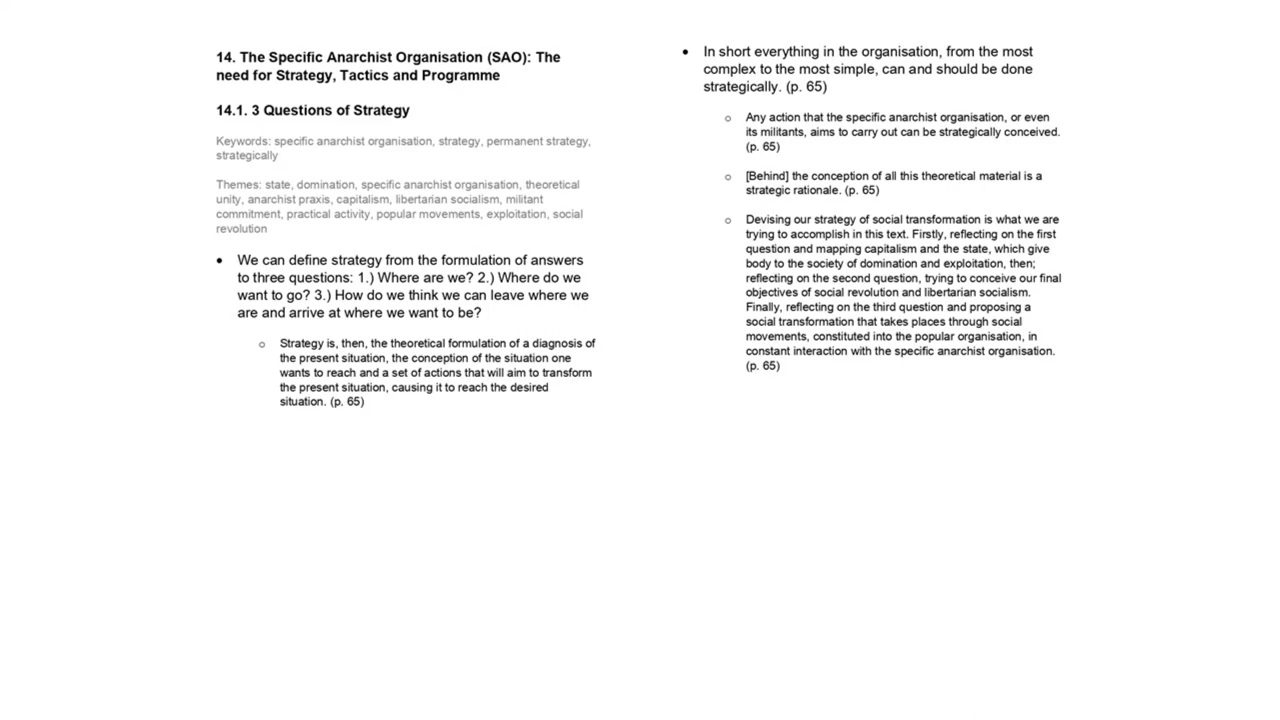 14. The Specific Anarchist Organisation (SAO): The
need for Strategy, Tactics and Programme
14.1. 3 Questions of Strategy
Keywords: specific anarchist organisation, strategy, permanent strategy,
strategically
Themes: state, domination, specific anarchist organisation, theoretical
unity, anarchist praxis, capitalism, libertarian socialism, militant
commitment, practical activity, popular movements, exploitation, social
revolution
• We can define strategy from the formulation of answers
to three questions: 1.) Where are we? 2.) Where do we
want to go? 3.) How do we think we can leave where we
are and arrive at where we want to be?
o Strategy is, then, the theoretical formulation of a diagnosis of
the present situation, the conception of the situation one
wants to reach and a set of actions that will aim to transform
the present situation, causing it to reach the desired
situation. (p. 65)
• In short everything in the organisation, from the most
complex to the most simple, can and should be done
strategically. (p. 65)
o Any action that the specific anarchist organisation, or even
its militants, aims to carry out can be strategically conceived.
(p. 65)
o [Behind] the conception of all this theoretical material is a
strategic rationale. (p. 65)
o Devising our strategy of social transformation is what we are
trying to accomplish in this text. Firstly, reflecting on the first
question and mapping capitalism and the state, which give
body to the society of domination and exploitation, then;
reflecting on the second question, trying to conceive our final
objectives of social revolution and libertarian socialism.
Finally, reflecting on the third question and proposing a
social transformation that takes places through social
movements, constituted into the popular organisation, in
constant interaction with the specific anarchist organisation.
(p. 65)